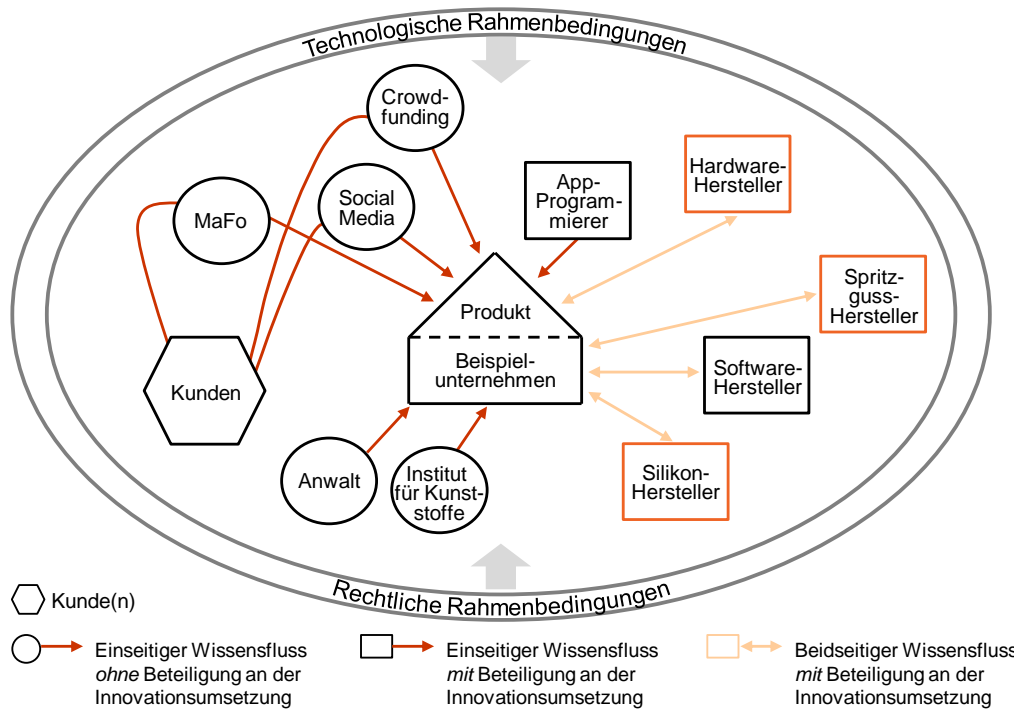 Technologische Rahmenbedingungen
Crowd-
funding
Social
Media
MaFo
App-
Program-
mierer
Hardware-
Hersteller
Spritz-
guss-
Hersteller
Produkt
Beispiel-
unternehmen
Software-
Hersteller
Kunden
Silikon-
Hersteller
Anwalt
Institut
für Kunst-
stoffe
Rechtliche Rahmenbedingungen
Kunde(n)
Einseitiger Wissensfluss
ohne Beteiligung an der
Innovationsumsetzung
Einseitiger Wissensfluss
mit Beteiligung an der
Innovationsumsetzung
Beidseitiger Wissensfluss
mit Beteiligung an der
Innovationsumsetzung